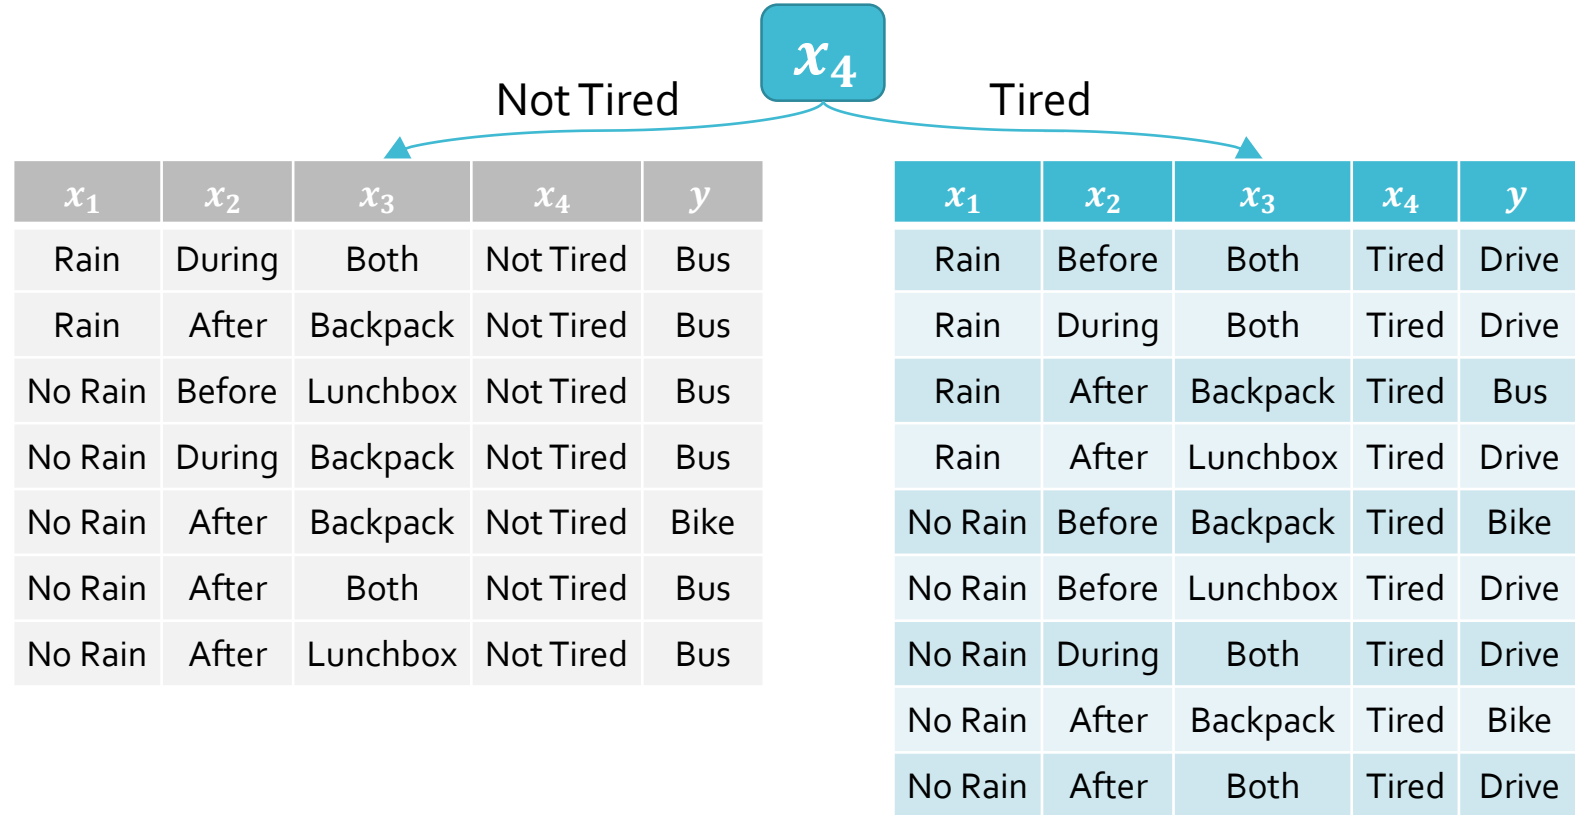 x₄
Not Tired Tired
x₁ x₂ x₃ x₄ y
Rain During Both Not Tired Bus
Rain After Backpack Not Tired Bus
No Rain Before Lunchbox Not Tired Bus
No Rain During Backpack Not Tired Bus
No Rain After Backpack Not Tired Bike
No Rain After Both Not Tired Bus
No Rain After Lunchbox Not Tired Bus
x₁ x₂ x₃ x₄ y
Rain Before Both Tired Drive
Rain During Both Tired Drive
Rain After Backpack Tired Bus
Rain After Lunchbox Tired Drive
No Rain Before Backpack Tired Bike
No Rain Before Lunchbox Tired Drive
No Rain During Both Tired Drive
No Rain After Backpack Tired Bike
No Rain After Both Tired Drive